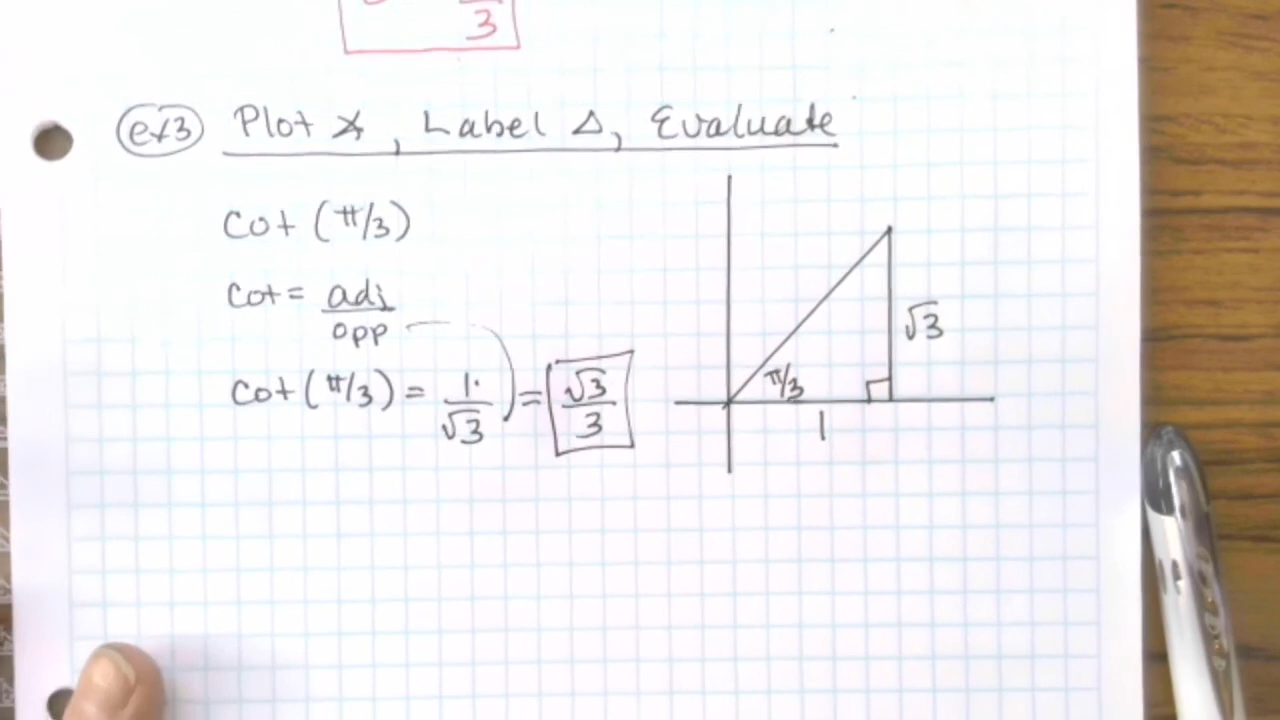 3
ex3 Plot ∡, Label Δ, Evaluate
cot (π/3)
cot = adj/opp
cot (π/3) = 1/√3 = √3/3
√3
π/3
1